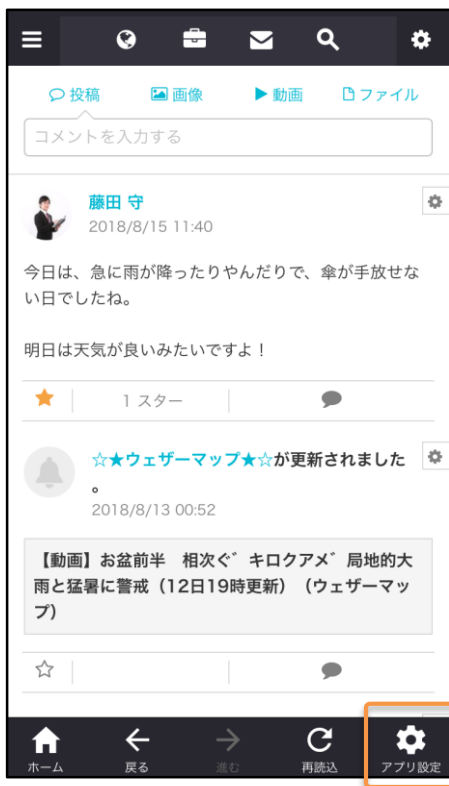 投稿 画像 動画 ファイル
コメントを入力する
藤田 守
2018/8/15 11:40
今日は、急に雨が降ったりやんだりで、傘が手放せな
い日でしたね。
明日は天気が良いみたいですよ！
1 スター
☆★ウェザーマップ★☆が更新されました
。
2018/8/13 00:52
【動画】お盆前半　相次ぐ゛キロクアメ゛局地的大
雨と猛暑に警戒（12日19時更新）（ウェザーマッ
プ）
ホーム 戻る 進む 再読込 アプリ設定